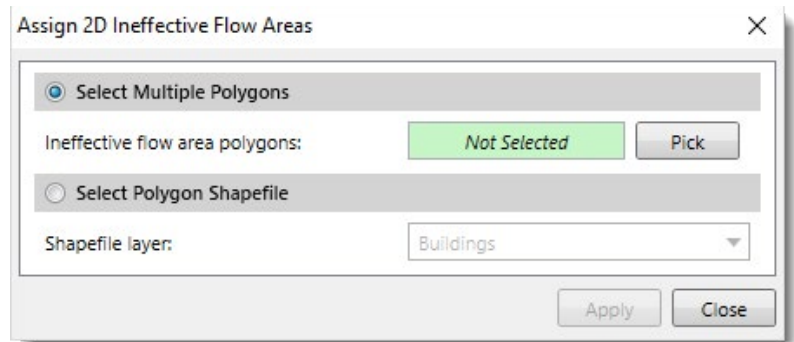 Assign 2D Ineffective Flow Areas
Select Multiple Polygons
Ineffective flow area polygons: Not Selected Pick
Select Polygon Shapefile
Shapefile layer: Buildings
Apply Close